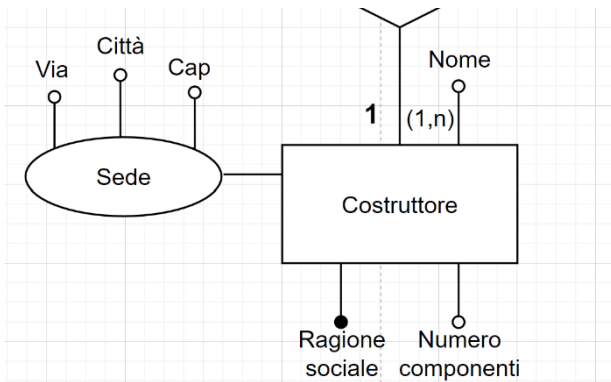 Città
Nome
Via
Cap
1
(1,n)
Sede
Costruttore
Ragione
sociale
Numero
componenti